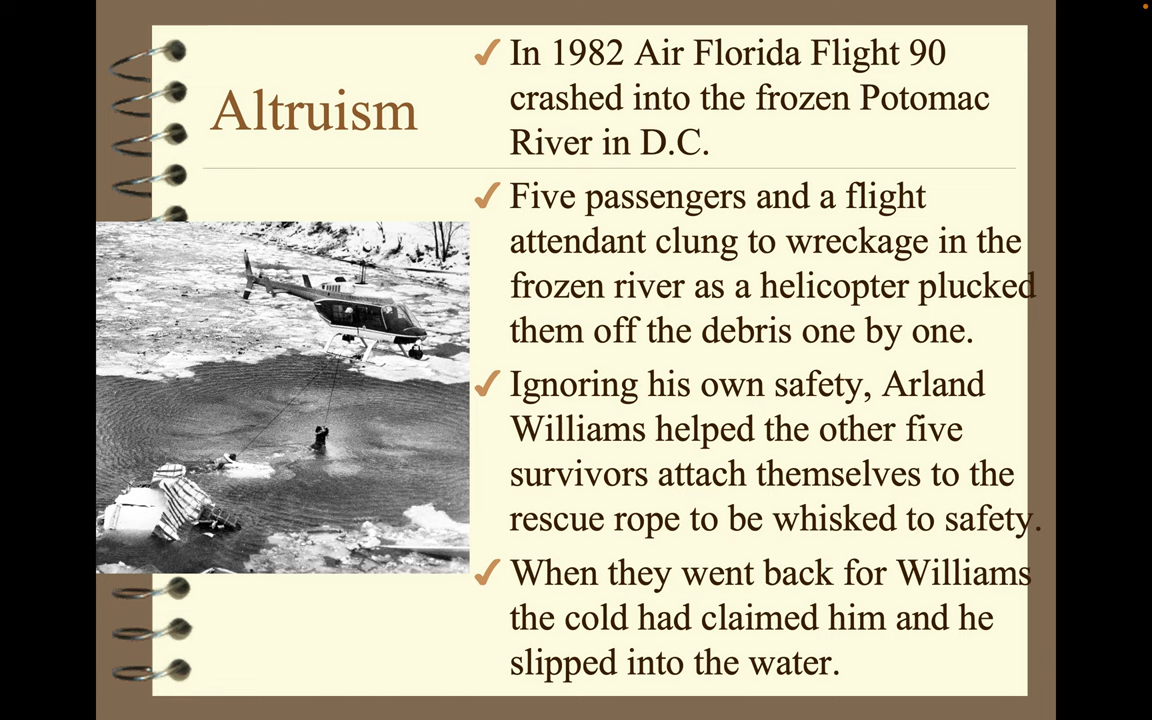 Altruism
✓ In 1982 Air Florida Flight 90
crashed into the frozen Potomac
River in D.C.
✓ Five passengers and a flight
attendant clung to wreckage in the
frozen river as a helicopter plucked
them off the debris one by one.
✓ Ignoring his own safety, Arland
Williams helped the other five
survivors attach themselves to the
rescue rope to be whisked to safety.
✓ When they went back for Williams
the cold had claimed him and he
slipped into the water.